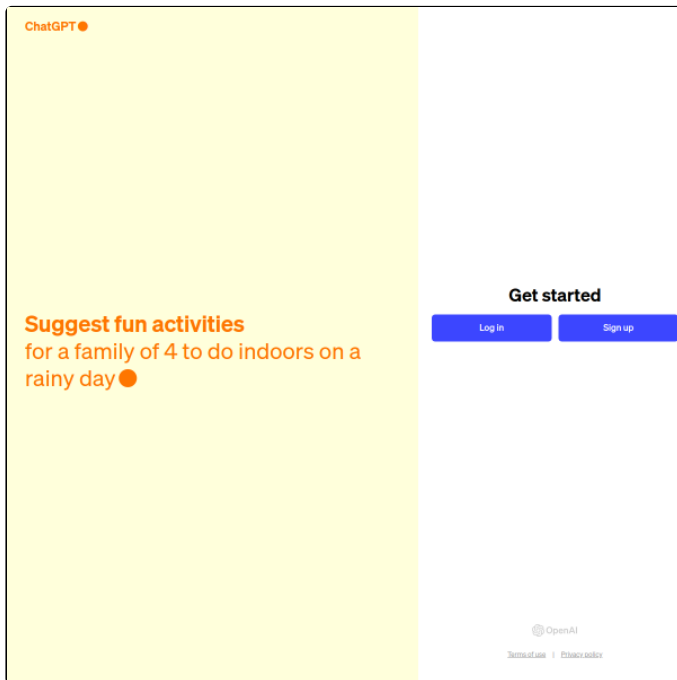 ChatGPT
Suggest fun activities
for a family of 4 to do indoors on a
rainy day
Get started
Log in
Sign up
OpenAI
Terms of use | Privacy policy